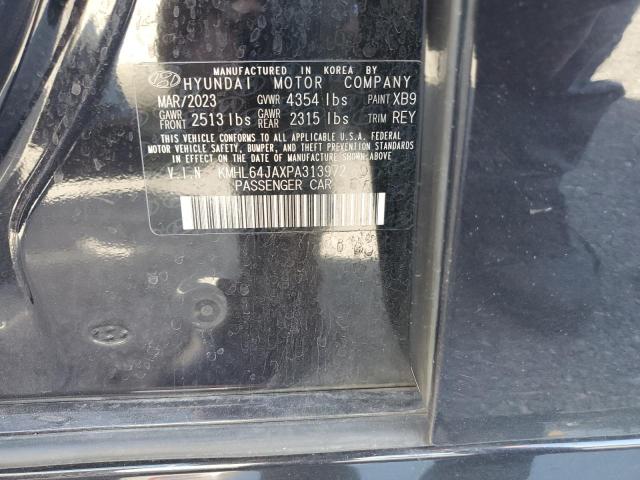 MANUFACTURED IN KOREA BY
HYUNDAI MOTOR COMPANY
MAR/2023 GVWR 4354 lbs PAINT XB9
GAWR FRONT 2513 lbs GAWR REAR 2315 lbs TRIM REY
THIS VEHICLE CONFORMS TO ALL APPLICABLE U.S.A. FEDERAL
MOTOR VEHICLE SAFETY, BUMPER, AND THEFT PREVENTION STANDARDS
IN EFFECT ON THE DATE OF MANUFACTURE SHOWN ABOVE.
V.I.N KMHL64JAXPA313972
PASSENGER CAR